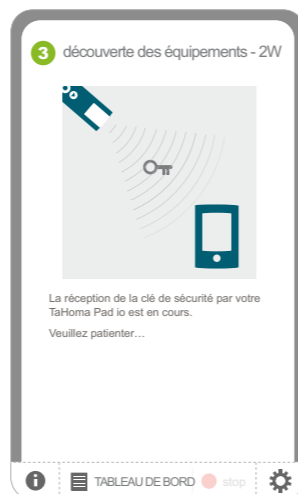 3 découverte des équipements - 2W
La réception de la clé de sécurité par votre
TaHoma Pad io est en cours.
Veuillez patienter…
i TABLEAU DE BORD stop